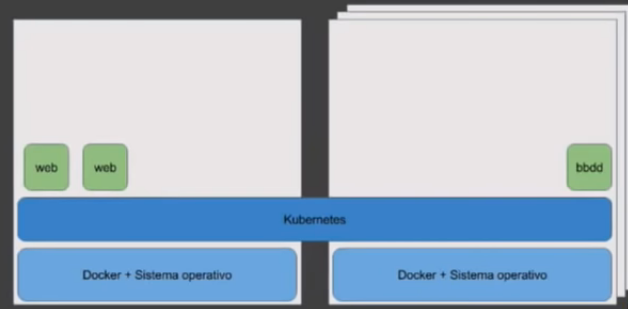 web
web
bbdd
Kubernetes
Docker + Sistema operativo
Docker + Sistema operativo